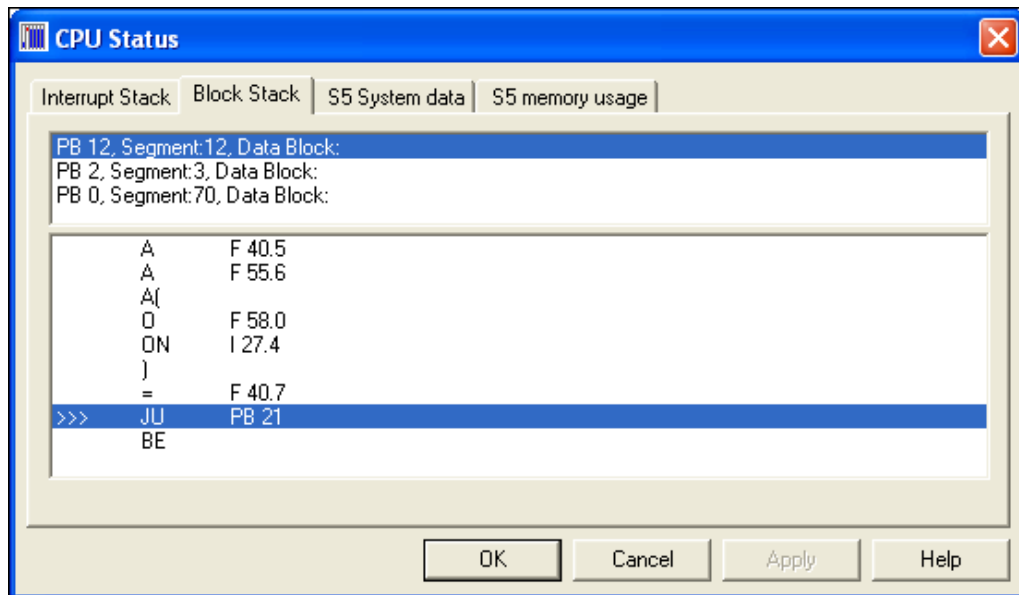 CPU Status
Interrupt Stack Block Stack S5 System data S5 memory usage
PB 12, Segment:12, Data Block:
PB 2, Segment:3, Data Block:
PB 0, Segment:70, Data Block:
A F 40.5
A F 55.6
A(
O F 58.0
ON I 27.4
)
= F 40.7
>>> JU PB 21
BE
OK Cancel Apply Help